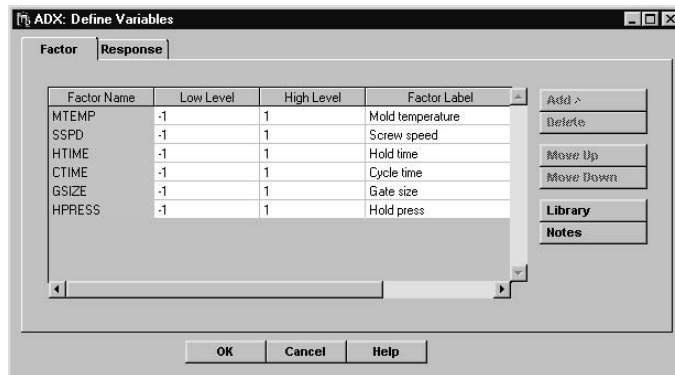 ADX: Define Variables
Factor Response
Factor Name Low Level High Level Factor Label
MTEMP -1 1 Mold temperature
SSPD -1 1 Screw speed
HTIME -1 1 Hold time
CTIME -1 1 Cycle time
GSIZE -1 1 Gate size
HPRESS -1 1 Hold press
Add >
Delete
Move Up
Move Down
Library
Notes
OK Cancel Help